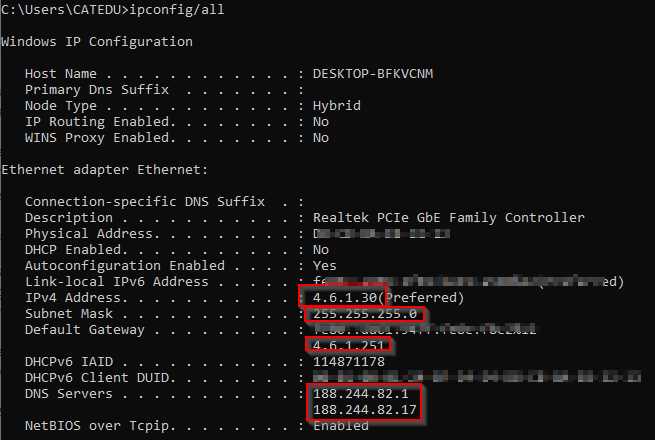 C:\Users\CATEDU>ipconfig/all
Windows IP Configuration
Host Name . . . . . . . . . . . . : DESKTOP-BFKVCNM
Primary Dns Suffix . . . . . . . :
Node Type . . . . . . . . . . . . : Hybrid
IP Routing Enabled. . . . . . . . : No
WINS Proxy Enabled. . . . . . . . : No
Ethernet adapter Ethernet:
Connection-specific DNS Suffix . :
Description . . . . . . . . . . . : Realtek PCIe GbE Family Controller
Physical Address. . . . . . . . . :
DHCP Enabled. . . . . . . . . . . : No
Autoconfiguration Enabled . . . . : Yes
Link-local IPv6 Address . . . . . :
IPv4 Address. . . . . . . . . . . : 4.6.1.30(Preferred)
Subnet Mask . . . . . . . . . . . : 255.255.255.0
Default Gateway . . . . . . . . . :
4.6.1.251
DHCPv6 IAID . . . . . . . . . . . : 114871178
DHCPv6 Client DUID. . . . . . . . :
DNS Servers . . . . . . . . . . . : 188.244.82.1
188.244.82.17
NetBIOS over Tcpip. . . . . . . . : Enabled